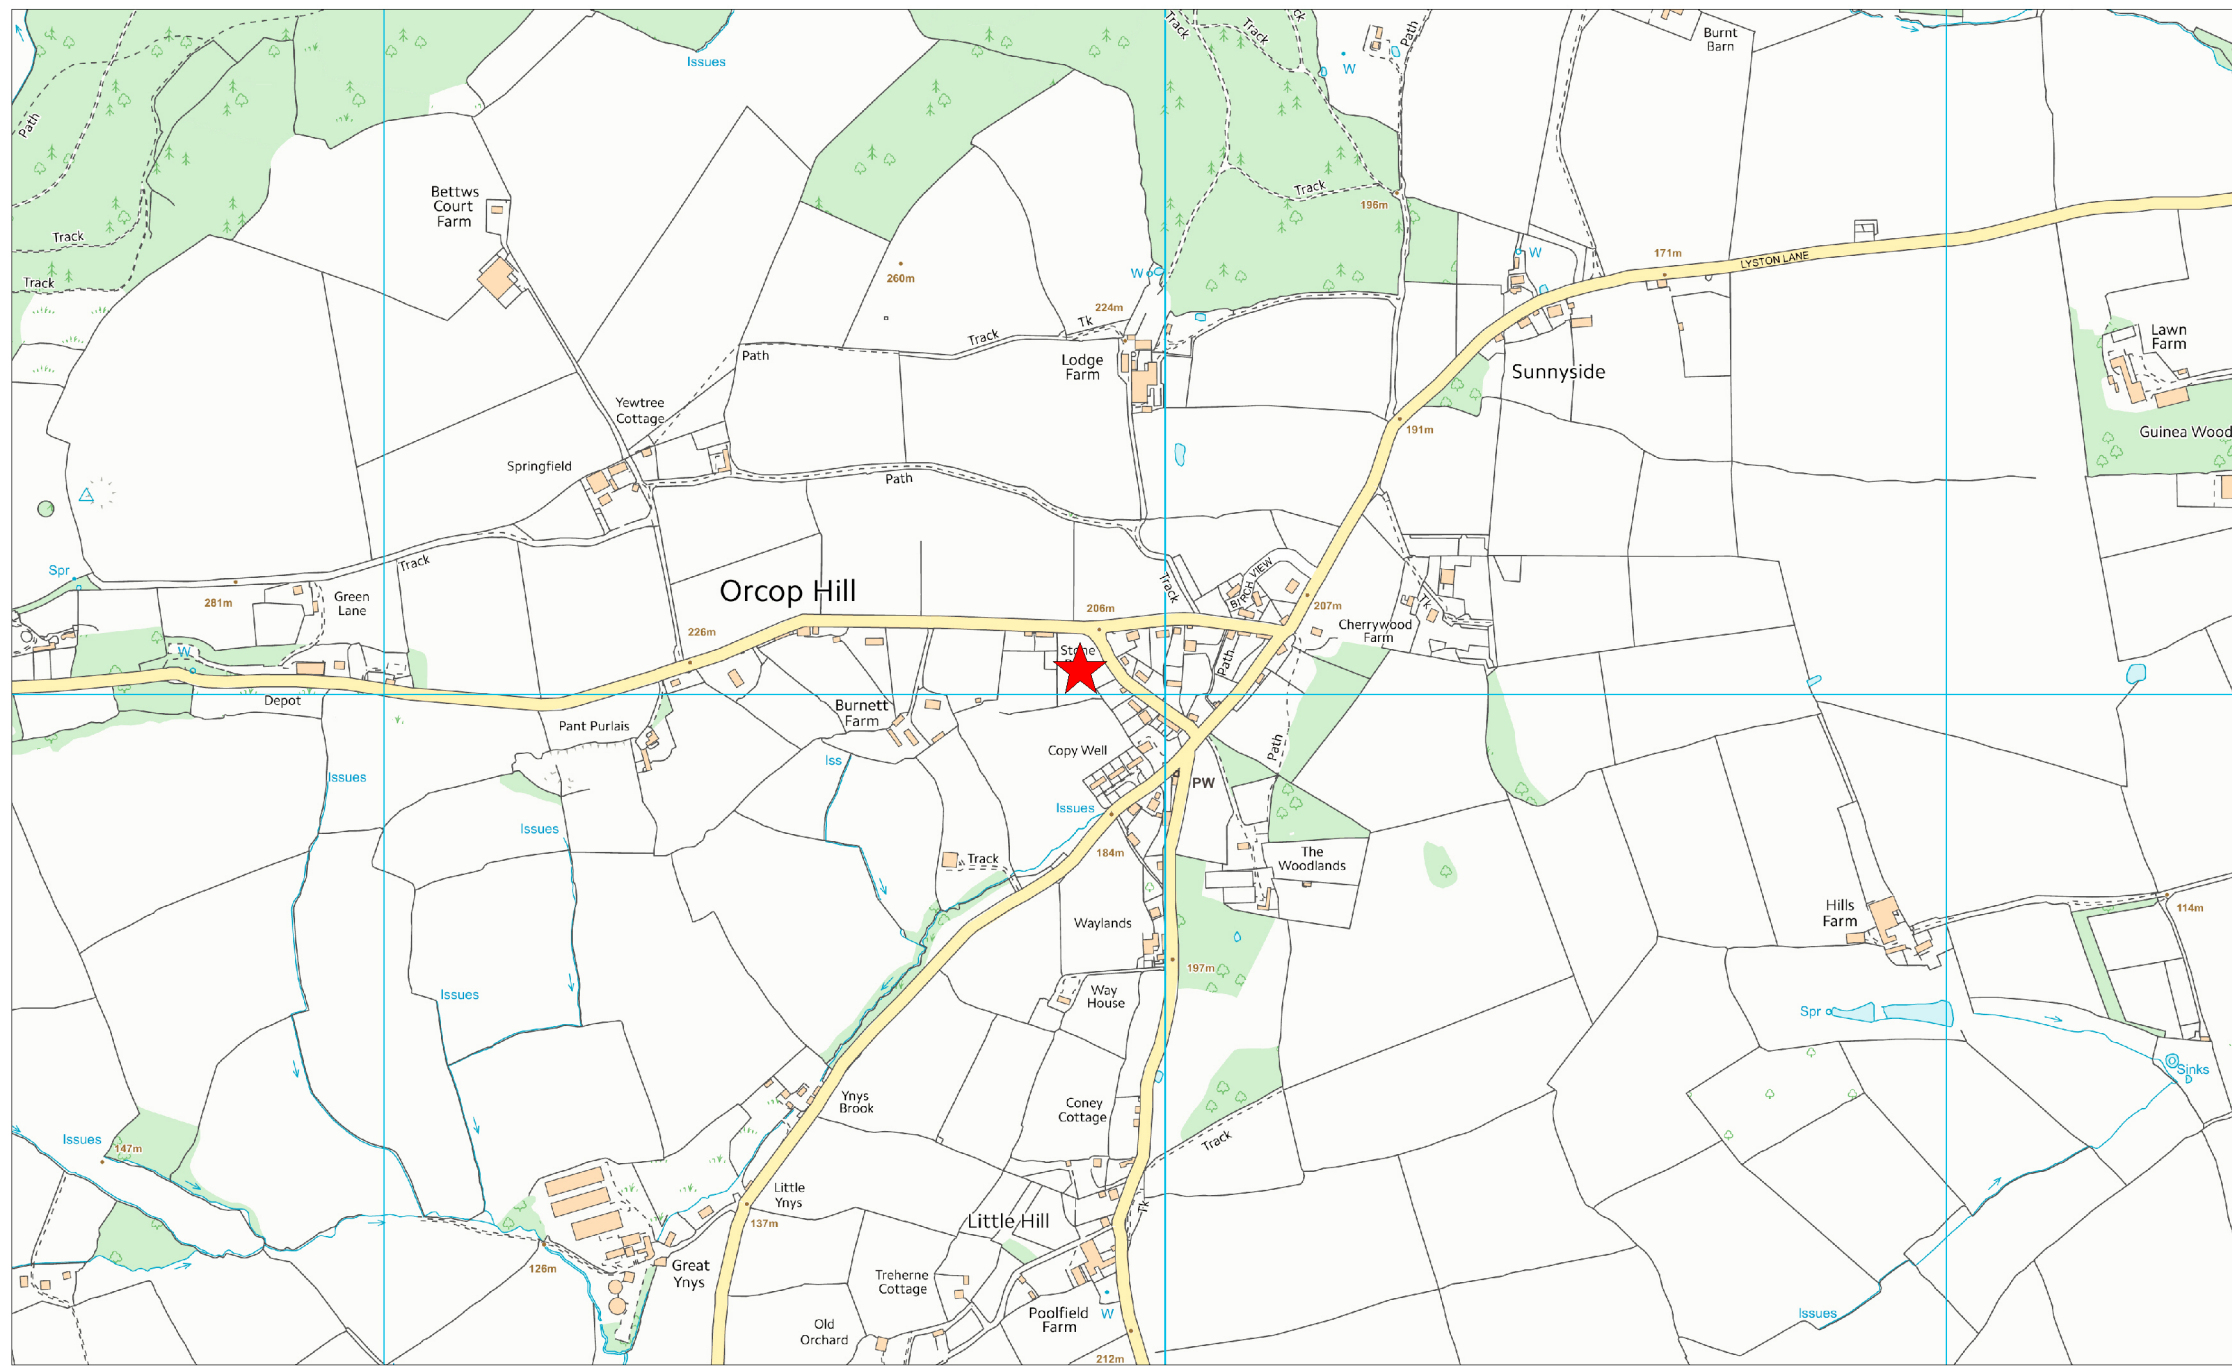 Track
Track
Track
Path
Burnt
Barn
Issues
W
Path
Bettws
Court
Farm
Track
196m
Track
Track
W
171m
LYSTON LANE
260m
W
224m
Tk
Track
Path
Lodge
Farm
Lawn
Farm
Sunnyside
Yewtree
Cottage
191m
Guinea Wood
Springfield
Path
Spr
Track
Track
BIRCH VIEW
Green
Lane
281m
Orcop Hill
206m
207m
Tk
226m
Cherrywood
Farm
Stone
W
Path
Depot
Burnett
Farm
Pant Purlais
Copy Well
Path
Issues
Iss
PW
Issues
Issues
184m
Track
The
Woodlands
Hills
Farm
114m
Waylands
197m
Issues
Way
House
Spr
Sinks
Ynys
Brook
Coney
Cottage
D
Issues
147m
Track
Little
Ynys
137m
Tk
Little Hill
126m
Great
Ynys
Treherne
Cottage
Poolfield
Farm
W
Issues
Old
Orchard
212m